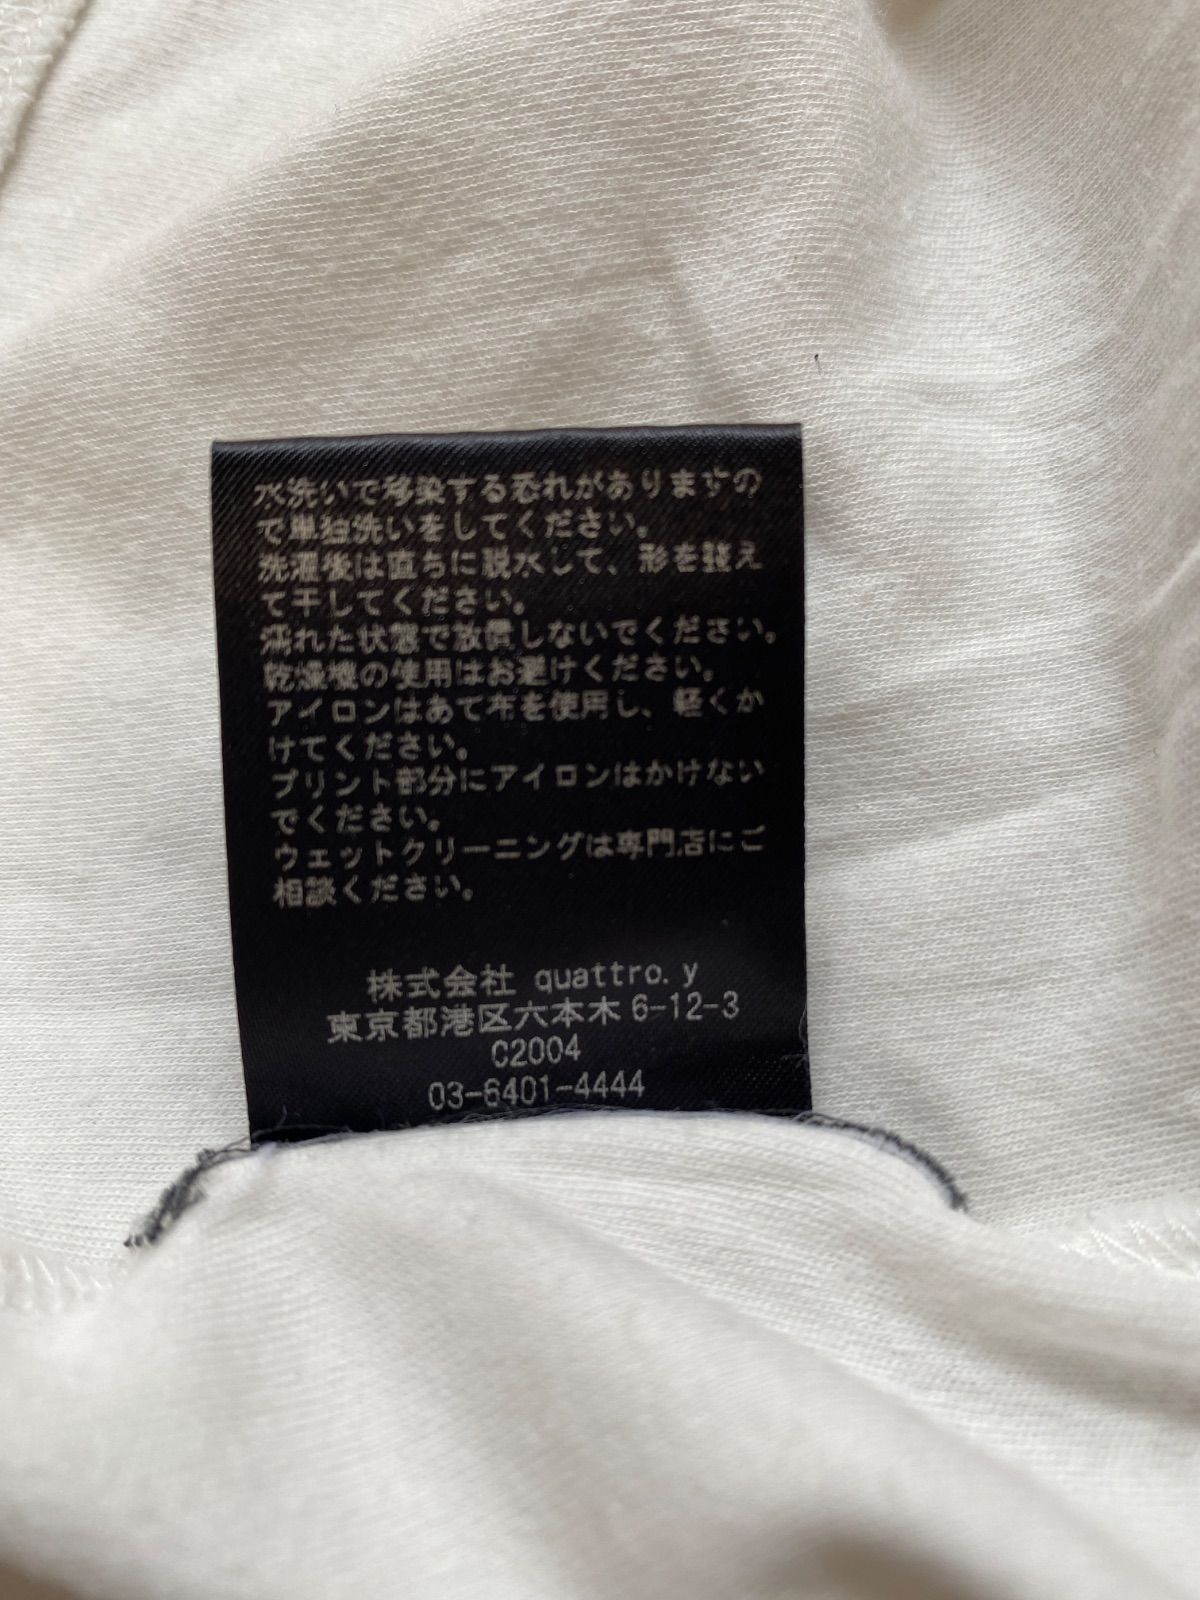 水洗いで移染する恐れがありますの
で単独洗いをしてください。
洗濯後は直ちに脱水して、形を整え
て干してください。
濡れた状態で放置しないでください。
乾燥機の使用はお避けください。
アイロンはあて布を使用し、軽くか
けてください。
プリント部分にアイロンはかけない
でください。
ウェットクリーニングは専門店にご
相談ください。
株式会社 quattro.y
東京都港区六本木6-12-3
C2004
03-6401-4444